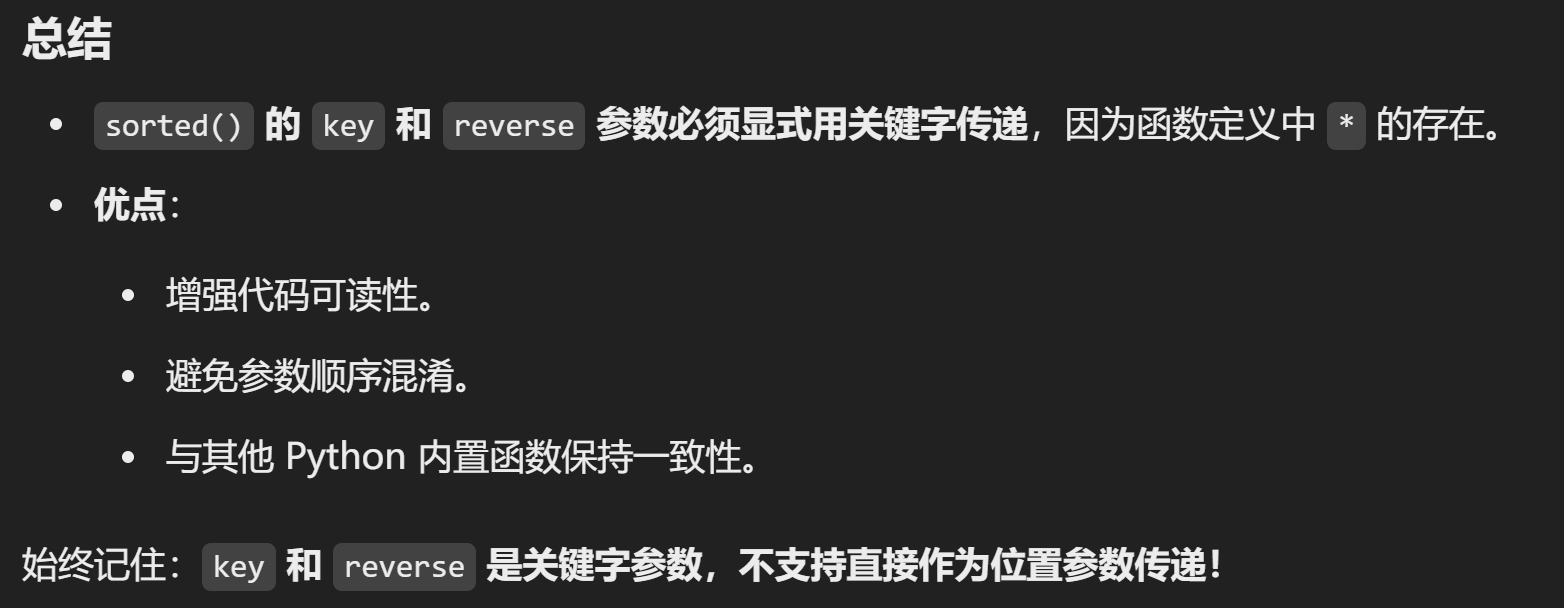 总结
• sorted() 的 key 和 reverse 参数必须显式用关键字传递，因为函数定义中 * 的存在。
• 优点：
• 增强代码可读性。
• 避免参数顺序混淆。
• 与其他 Python 内置函数保持一致性。
始终记住：key 和 reverse 是关键字参数，不支持直接作为位置参数传递！